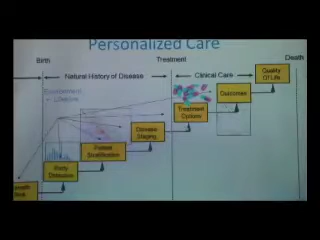 Personalized Care
Birth
Treatment
Death
Natural History of Disease
Clinical Care
Quality
Of Life
Environment
+ Lifestyle
Outcomes
Treatment
Options
Disease
Staging
Patient
Stratification
Early
Detection